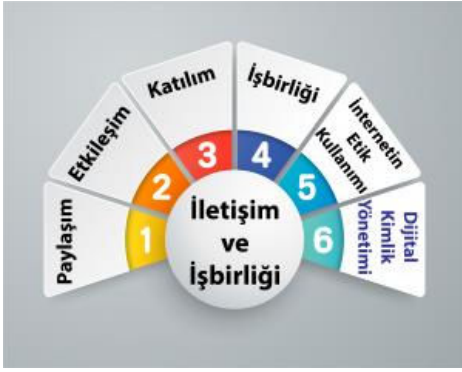 Paylaşım
1
Etkileşim
2
Katılım
3
İşbirliği
4
İnternetin
Etik
Kullanımı
5
Dijital
Kimlik
Yönetimi
6
İletişim
ve
İşbirliği